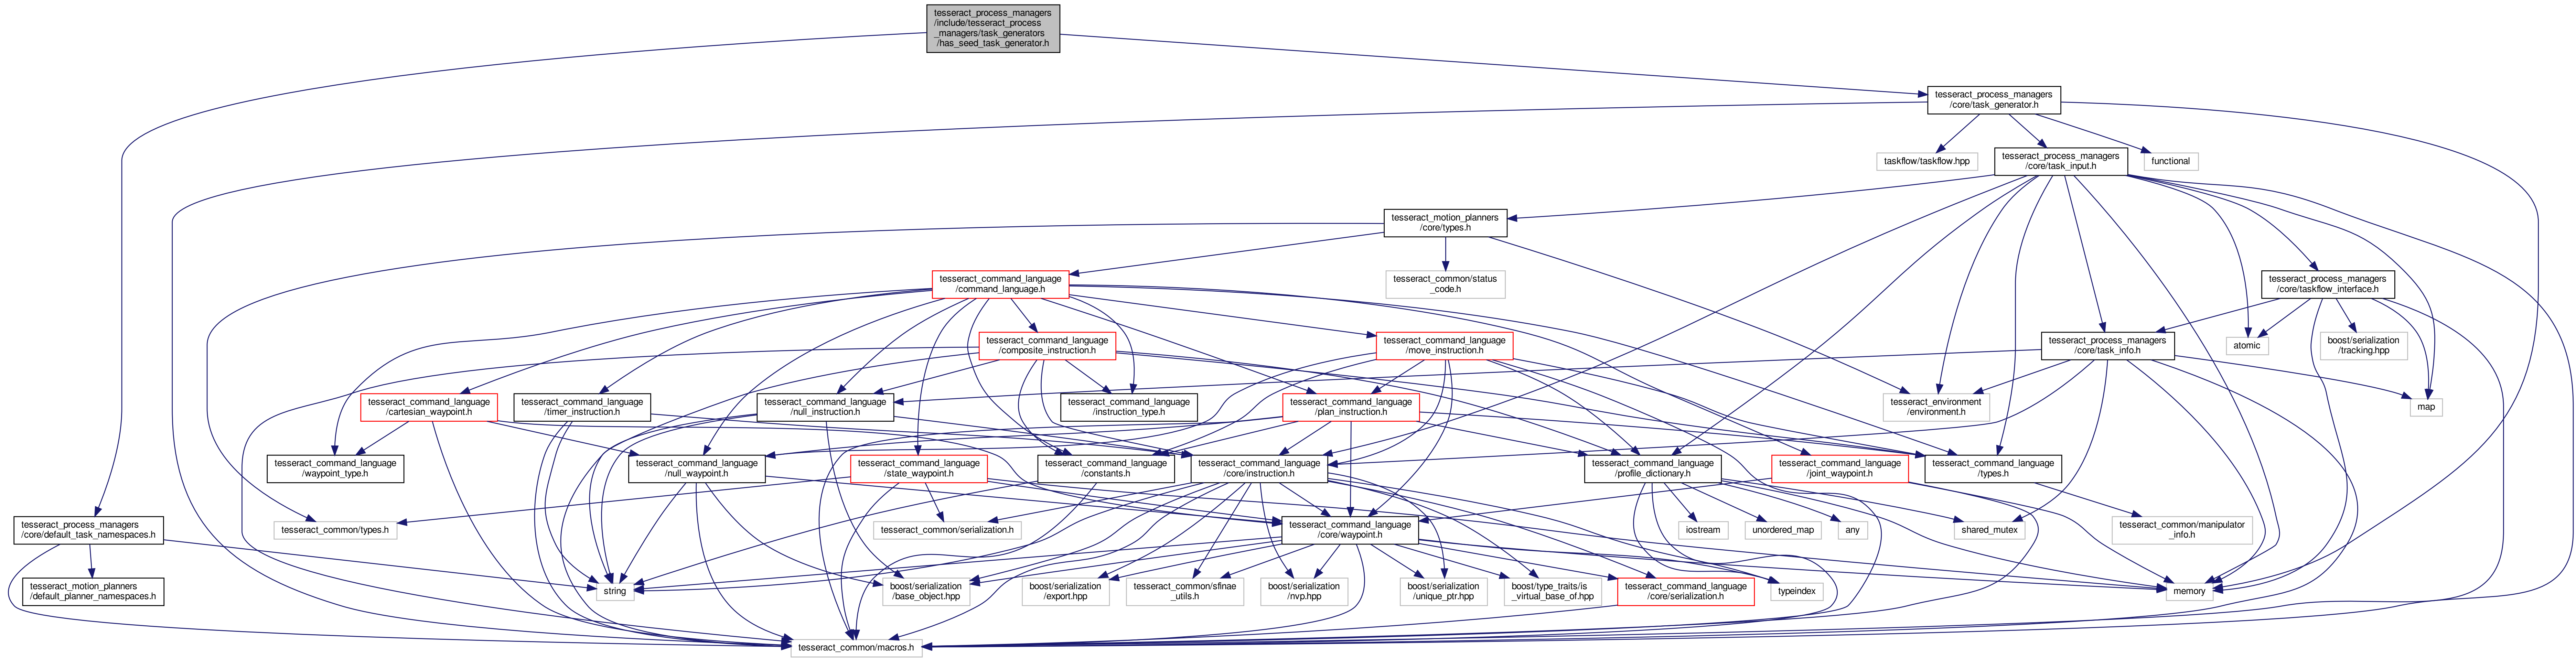 tesseract_process_managers
/include/tesseract_process
_managers/task_generators
/has_seed_task_generator.h
tesseract_process_managers
/core/task_generator.h
taskflow/taskflow.hpp
tesseract_process_managers
/core/task_input.h
functional
tesseract_motion_planners
/core/types.h
tesseract_command_language
/command_language.h
tesseract_common/status
_code.h
tesseract_process_managers
/core/taskflow_interface.h
tesseract_command_language
/composite_instruction.h
tesseract_command_language
/move_instruction.h
tesseract_process_managers
/core/task_info.h
atomic
boost/serialization
/tracking.hpp
tesseract_command_language
/cartesian_waypoint.h
tesseract_command_language
/timer_instruction.h
tesseract_command_language
/null_instruction.h
tesseract_command_language
/instruction_type.h
tesseract_command_language
/plan_instruction.h
tesseract_environment
/environment.h
map
tesseract_command_language
/waypoint_type.h
tesseract_command_language
/null_waypoint.h
tesseract_command_language
/state_waypoint.h
tesseract_command_language
/constants.h
tesseract_command_language
/core/instruction.h
tesseract_command_language
/profile_dictionary.h
tesseract_command_language
/joint_waypoint.h
tesseract_command_language
/types.h
tesseract_process_managers
/core/default_task_namespaces.h
tesseract_common/types.h
tesseract_common/serialization.h
tesseract_command_language
/core/waypoint.h
iostream
unordered_map
any
shared_mutex
tesseract_common/manipulator
_info.h
tesseract_motion_planners
/default_planner_namespaces.h
string
boost/serialization
/base_object.hpp
boost/serialization
/export.hpp
tesseract_common/sfinae
_utils.h
boost/serialization
/nvp.hpp
boost/serialization
/unique_ptr.hpp
boost/type_traits/is
_virtual_base_of.hpp
tesseract_command_language
/core/serialization.h
typeindex
memory
tesseract_common/macros.h